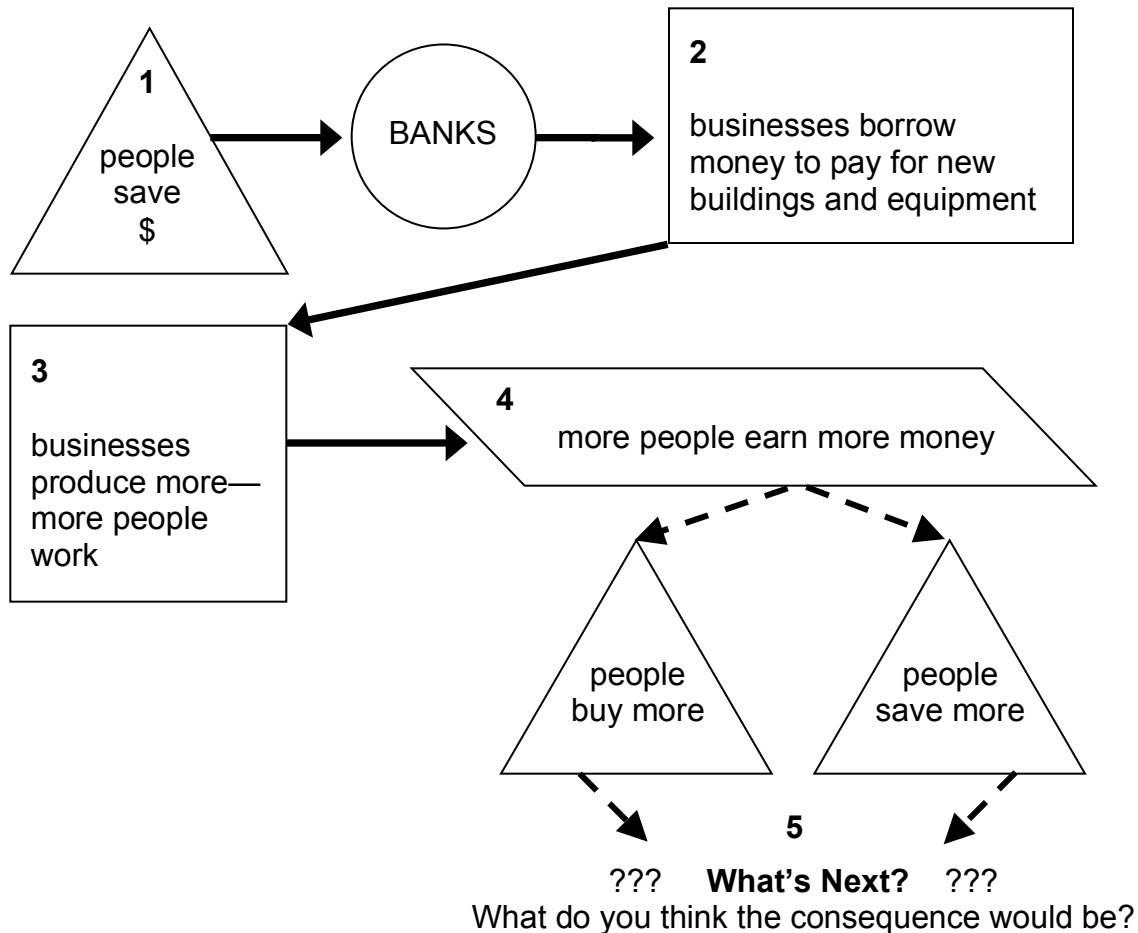 1
people
save
$
BANKS
2
businesses borrow
money to pay for new
buildings and equipment
3
businesses
produce more—
more people
work
4
more people earn more money
people
buy more
people
save more
5
??? What's Next? ???
What do you think the consequence would be?